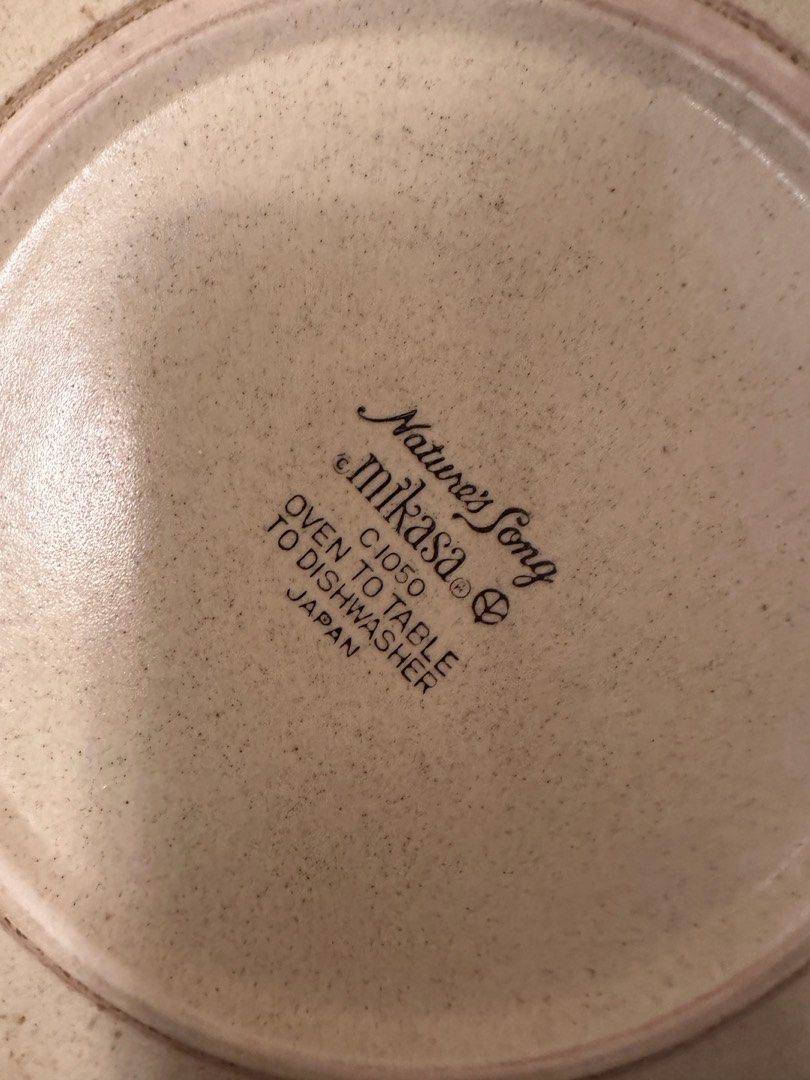 Nature's Song
© mikasa ®
C1050
OVEN TO TABLE
TO DISHWASHER
JAPAN